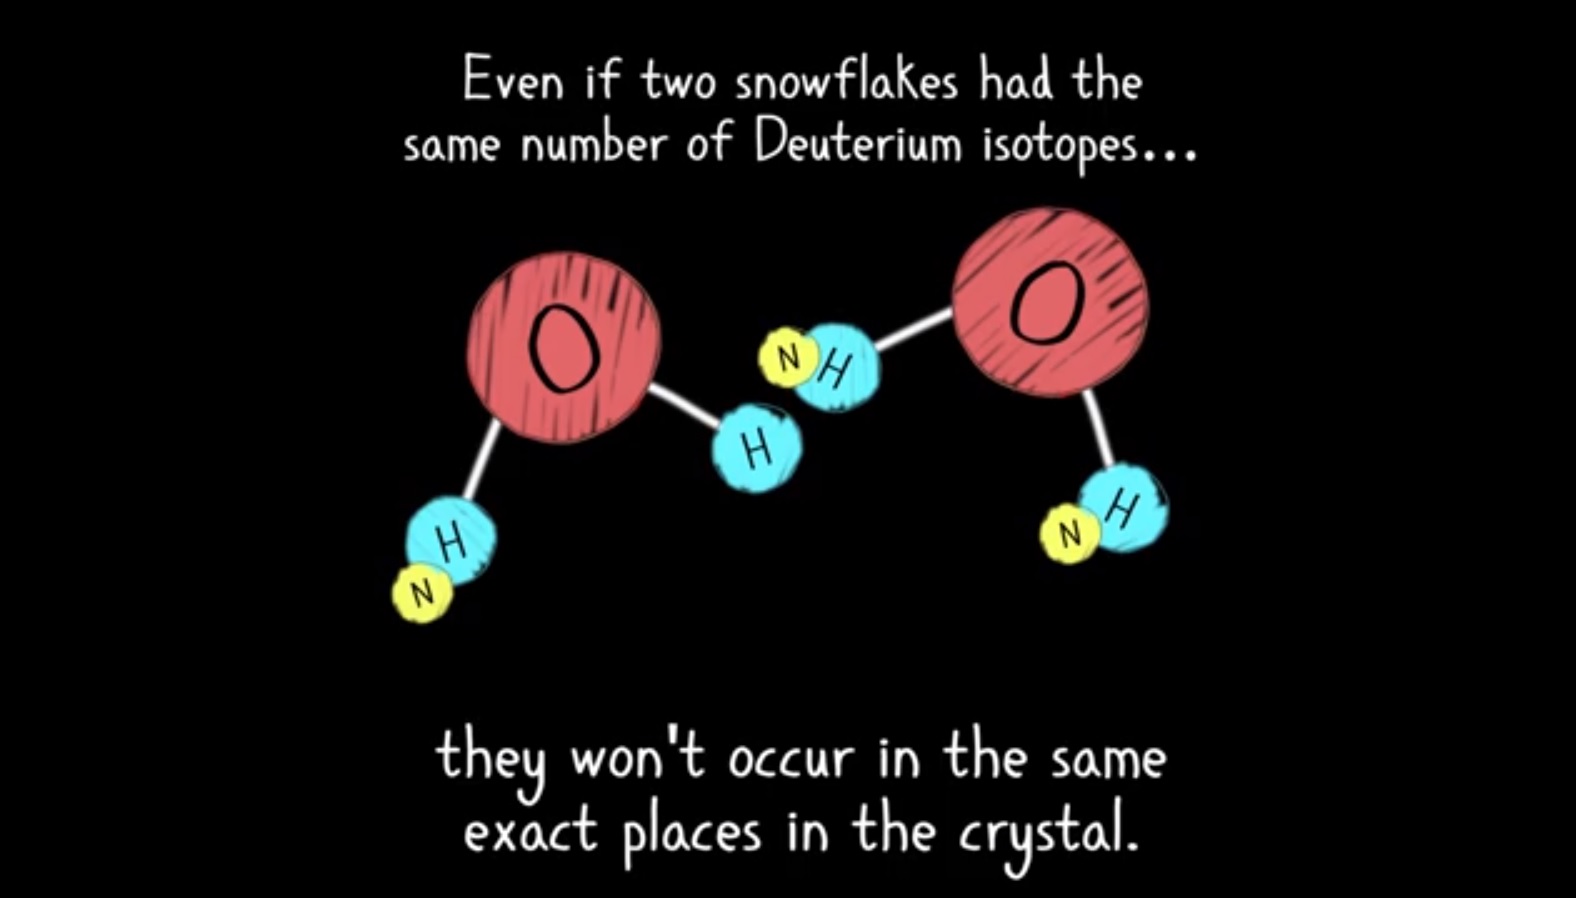 Even if two snowflakes had the
same number of Deuterium isotopes...
O
O
N H
H
H
N
H
N
they won't occur in the same
exact places in the crystal.